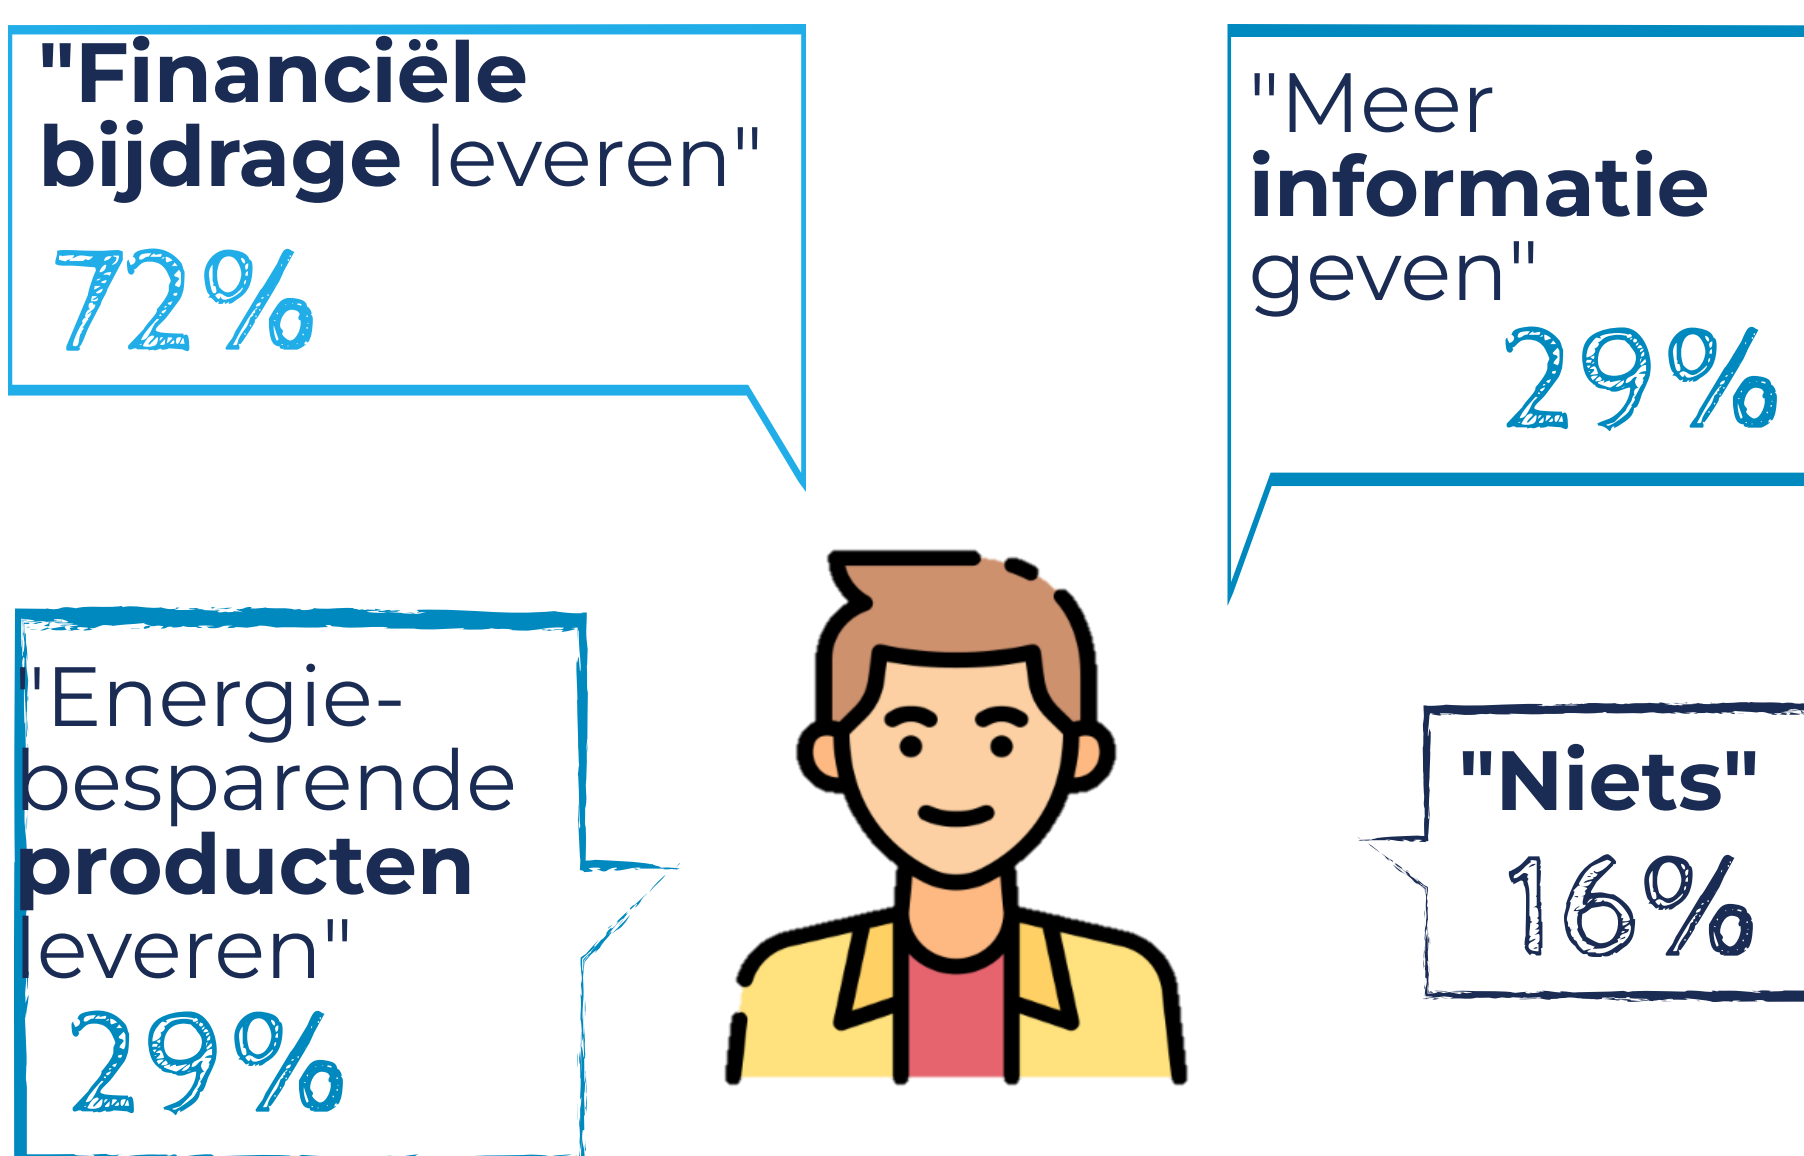 "Financiële
bijdrage leveren"
72%
"Meer
informatie
geven"
29%
"Energie-
besparende
producten
leveren"
29%
"Niets"
16%